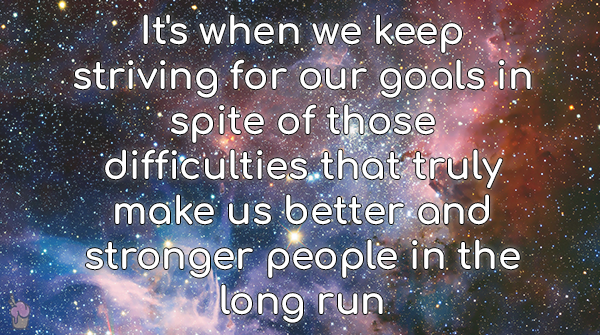 It's when we keep
striving for our goals in
spite of those
difficulties that truly
make us better and
stronger people in the
long run